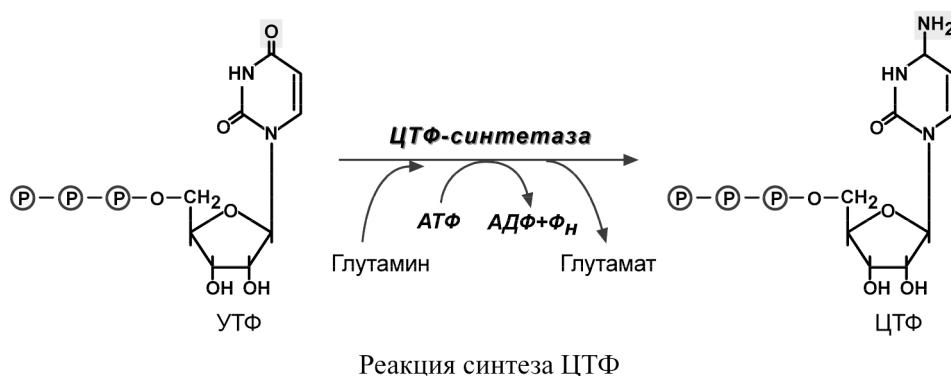 O
NH₂
HN
HN
O
N
O
N
ЦТФ-синтетаза
P–P–P–O–CH₂
O
P–P–P–O–CH₂
O
АТФ
АДФ+Фн
Глутамин
Глутамат
OH OH
OH OH
УТФ
ЦТФ
Реакция синтеза ЦТФ